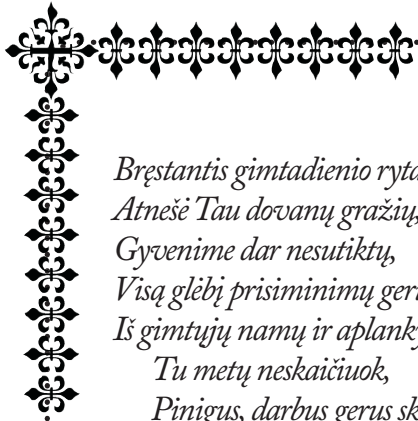 Bręstantis gimtadienio
Atnešė Tau dovanų gražių,
Gyvenime dar nesutiktų,
Visą glėbį prisiminimų
Iš gimtujų namų ir
Tu metų neskaičiuok,
Pinigus, darbus gerus